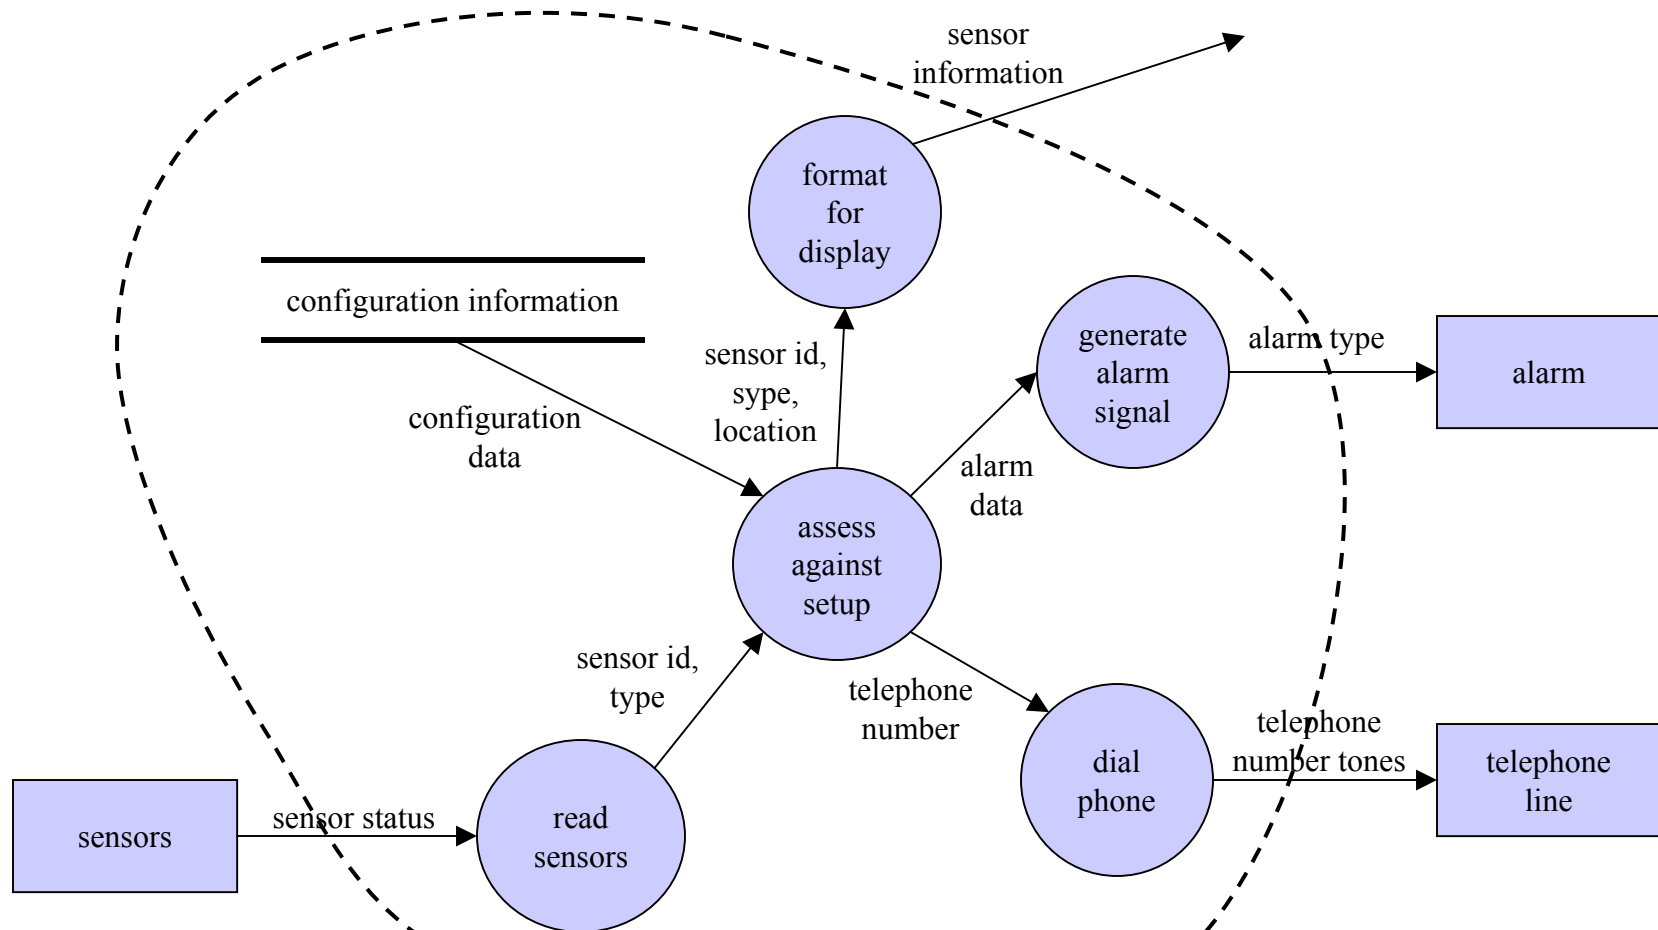 sensor
information
format
for
display
configuration information
sensor id,
sype,
location
generate
alarm
signal
alarm type
alarm
configuration
data
alarm
data
assess
against
setup
sensor id,
type
telephone
number
telephone
number tones
dial
phone
telephone
line
sensors
sensor status
read
sensors